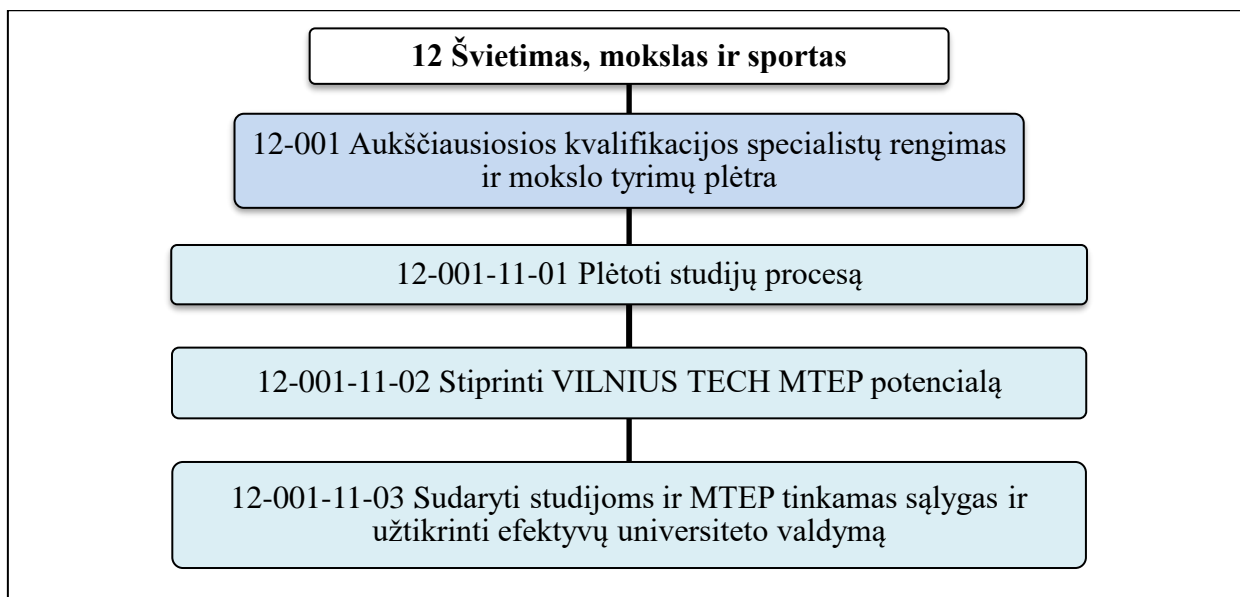 12 Švietimas, mokslas ir sportas
12-001 Aukščiausiosios kvalifikacijos specialistų rengimas
ir mokslo tyrimų plėtra
12-001-11-01 Plėtoti studijų procesą
12-001-11-02 Stiprinti VILNIUS TECH MTEP potencialą
12-001-11-03 Sudaryti studijoms ir MTEP tinkamas sąlygas ir
užtikrinti efektyvų universiteto valdymą